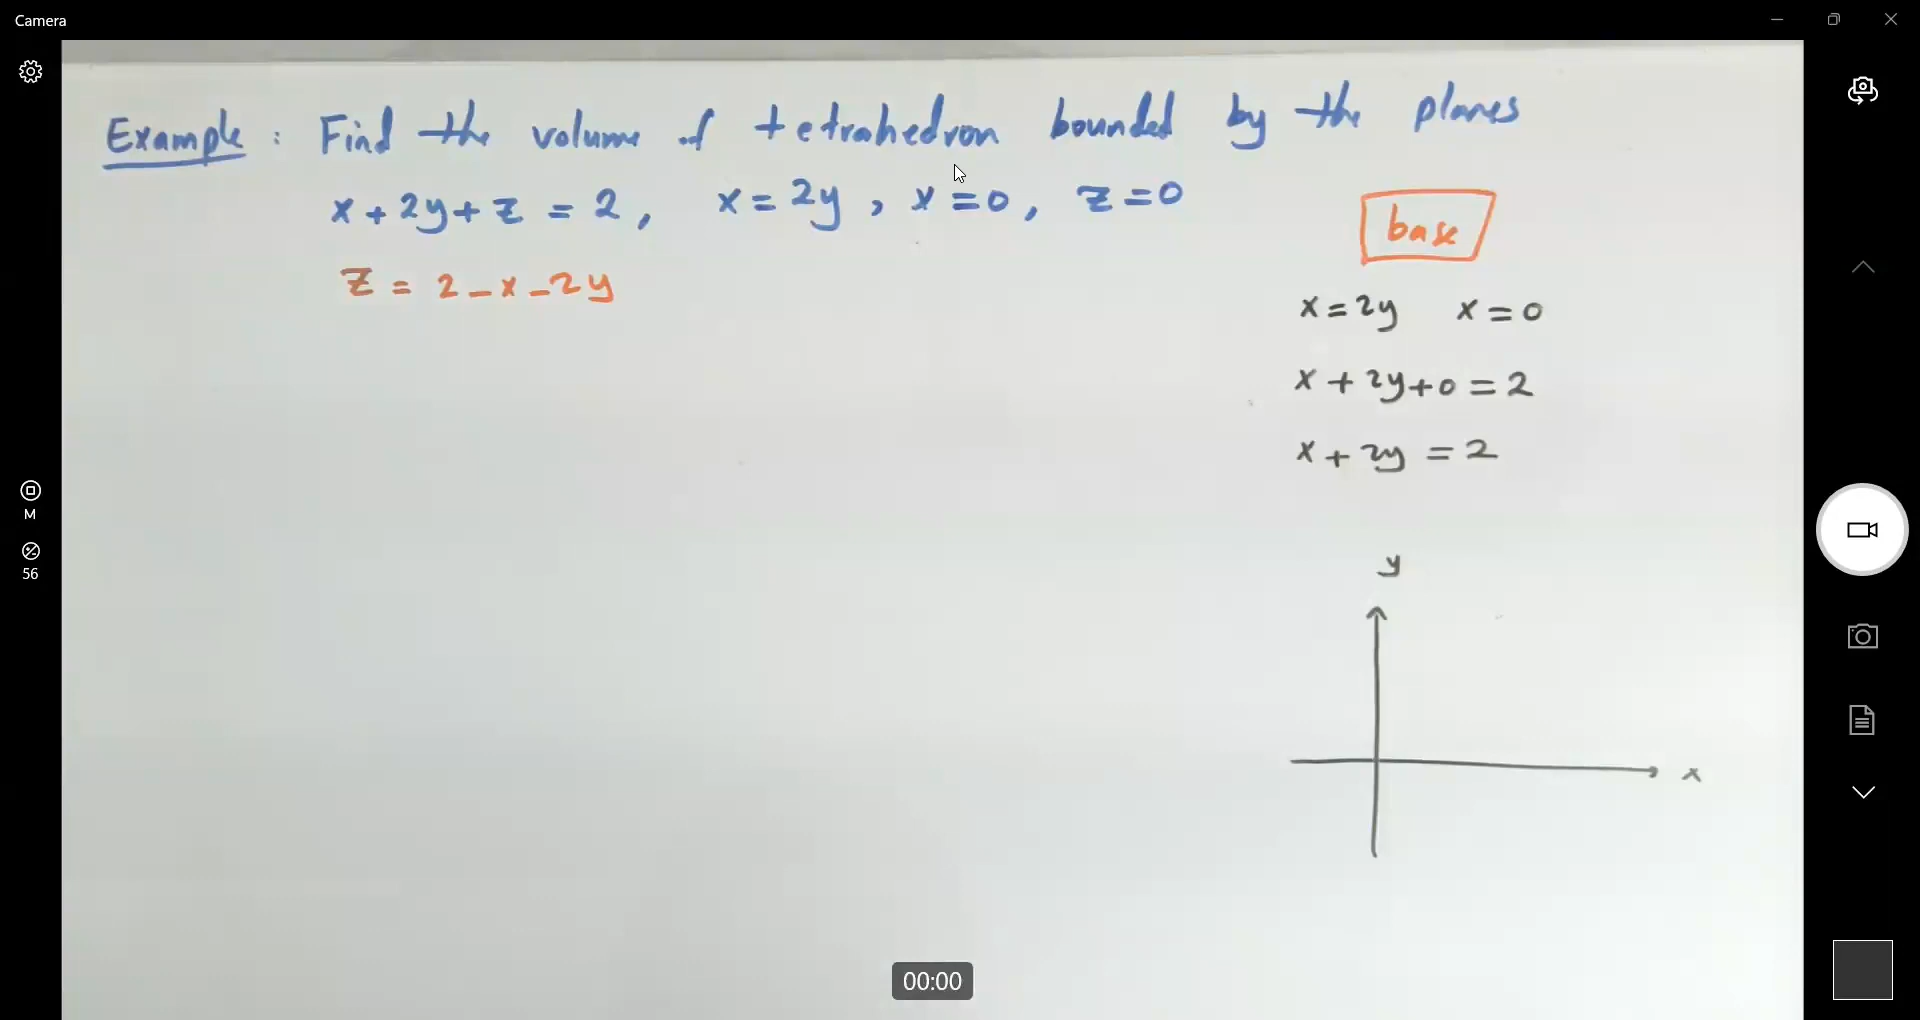 Camera
Example : Find the volume of tetrahedron bounded by the planes
x + 2y + z = 2 , x = 2y , x = 0 , z = 0
base
z = 2 - x - 2y
x = 2y x = 0
x + 2y + 0 = 2
x + 2y = 2
y
x
M
56
00:00